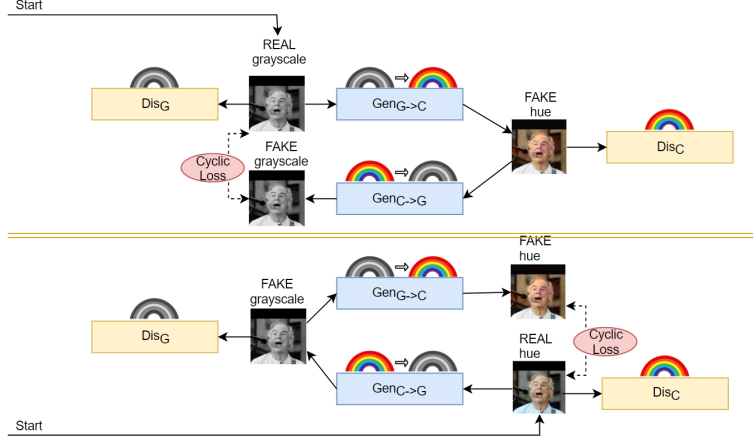 Start
REAL
grayscale
DisG
GenG->C
FAKE
hue
DisC
FAKE
grayscale
Cyclic
Loss
GenC->G
FAKE
hue
GenG->C
FAKE
grayscale
DisG
REAL
hue
Cyclic
Loss
GenC->G
DisC
Start